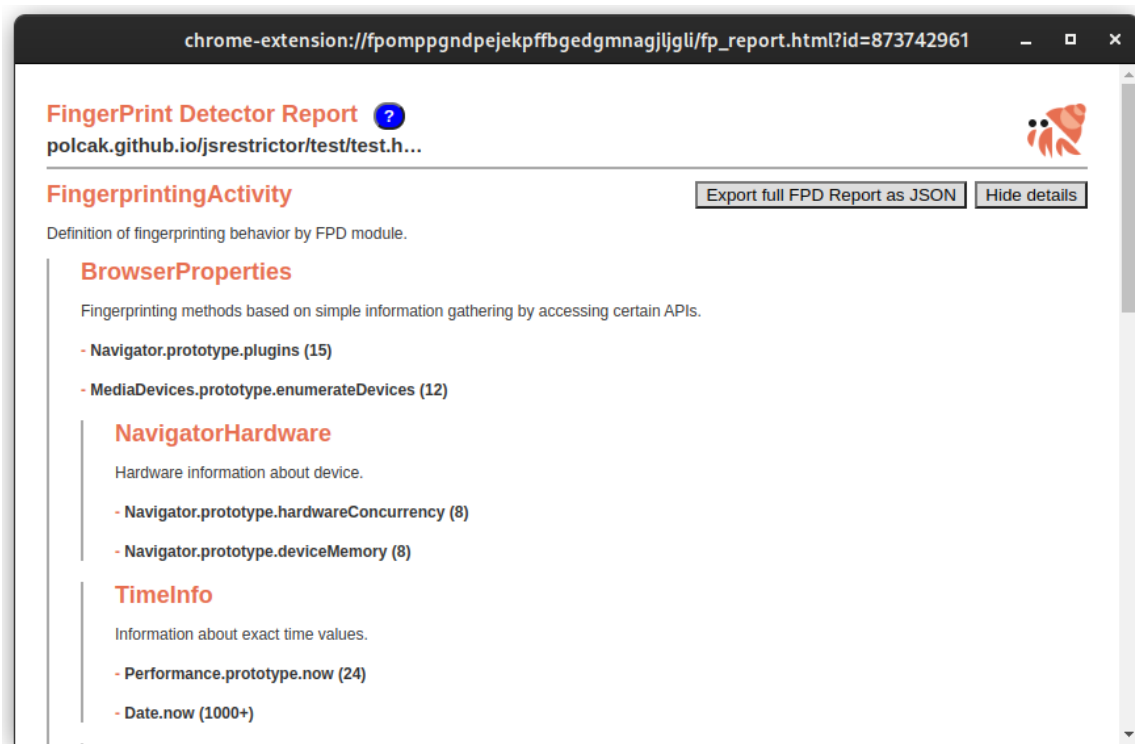 chrome-extension://fpomppgndpejekpffbgedgmnagjljgli/fp_report.html?id=873742961
FingerPrint Detector Report ?
polcak.github.io/jsrestrictor/test/test.h…
FingerprintingActivity
Export full FPD Report as JSON
Hide details
Definition of fingerprinting behavior by FPD module.
BrowserProperties
Fingerprinting methods based on simple information gathering by accessing certain APIs.
- Navigator.prototype.plugins (15)
- MediaDevices.prototype.enumerateDevices (12)
NavigatorHardware
Hardware information about device.
- Navigator.prototype.hardwareConcurrency (8)
- Navigator.prototype.deviceMemory (8)
TimeInfo
Information about exact time values.
- Performance.prototype.now (24)
- Date.now (1000+)